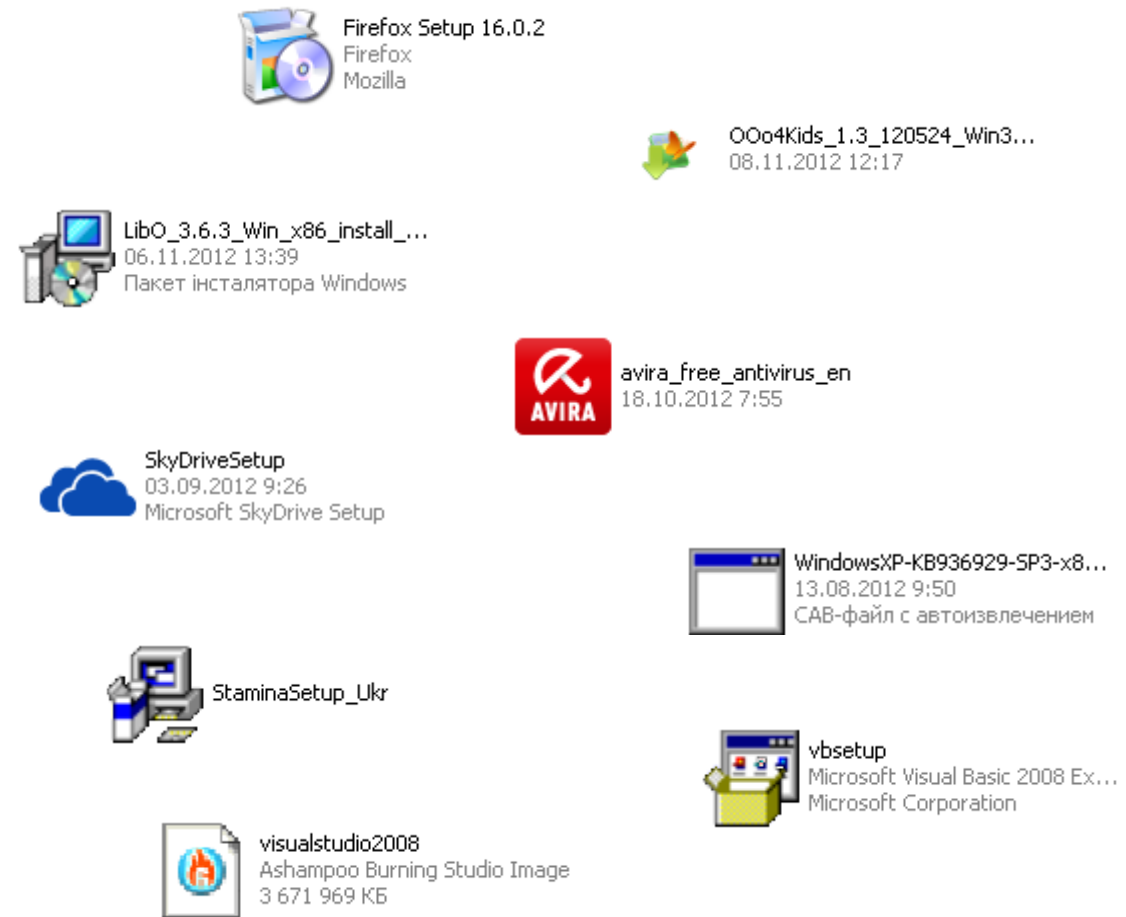 Firefox Setup 16.0.2
Firefox
Mozilla
OOo4Kids_1.3_120524_Win3...
08.11.2012 12:17
LibO_3.6.3_Win_x86_install_...
06.11.2012 13:39
Пакет інсталятора Windows
AVIRA
avira_free_antivirus_en
18.10.2012 7:55
SkyDriveSetup
03.09.2012 9:26
Microsoft SkyDrive Setup
WindowsXP-KB936929-SP3-x8...
13.08.2012 9:50
CAB-файл с автоизвлечением
StaminaSetup_Ukr
vbsetup
Microsoft Visual Basic 2008 Ex...
Microsoft Corporation
visualstudio2008
Ashampoo Burning Studio Image
3 671 969 КБ